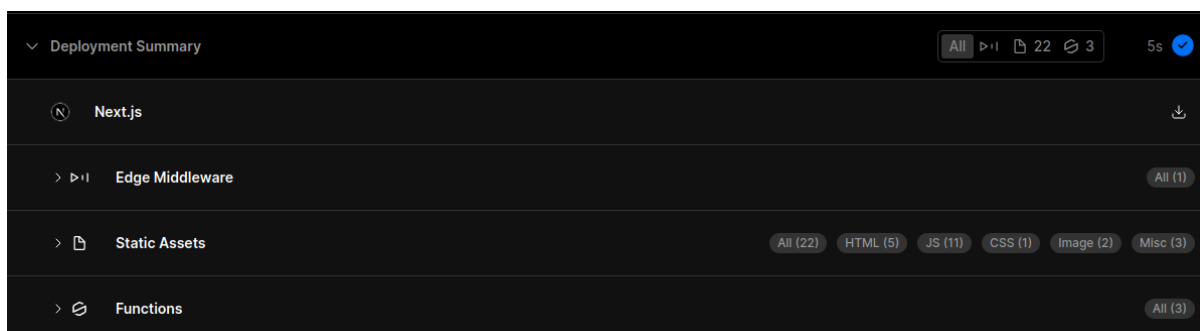 Deployment Summary All 22 3 5s
N Next.js
Edge Middleware All (1)
Static Assets All (22) HTML (5) JS (11) CSS (1) Image (2) Misc (3)
Functions All (3)